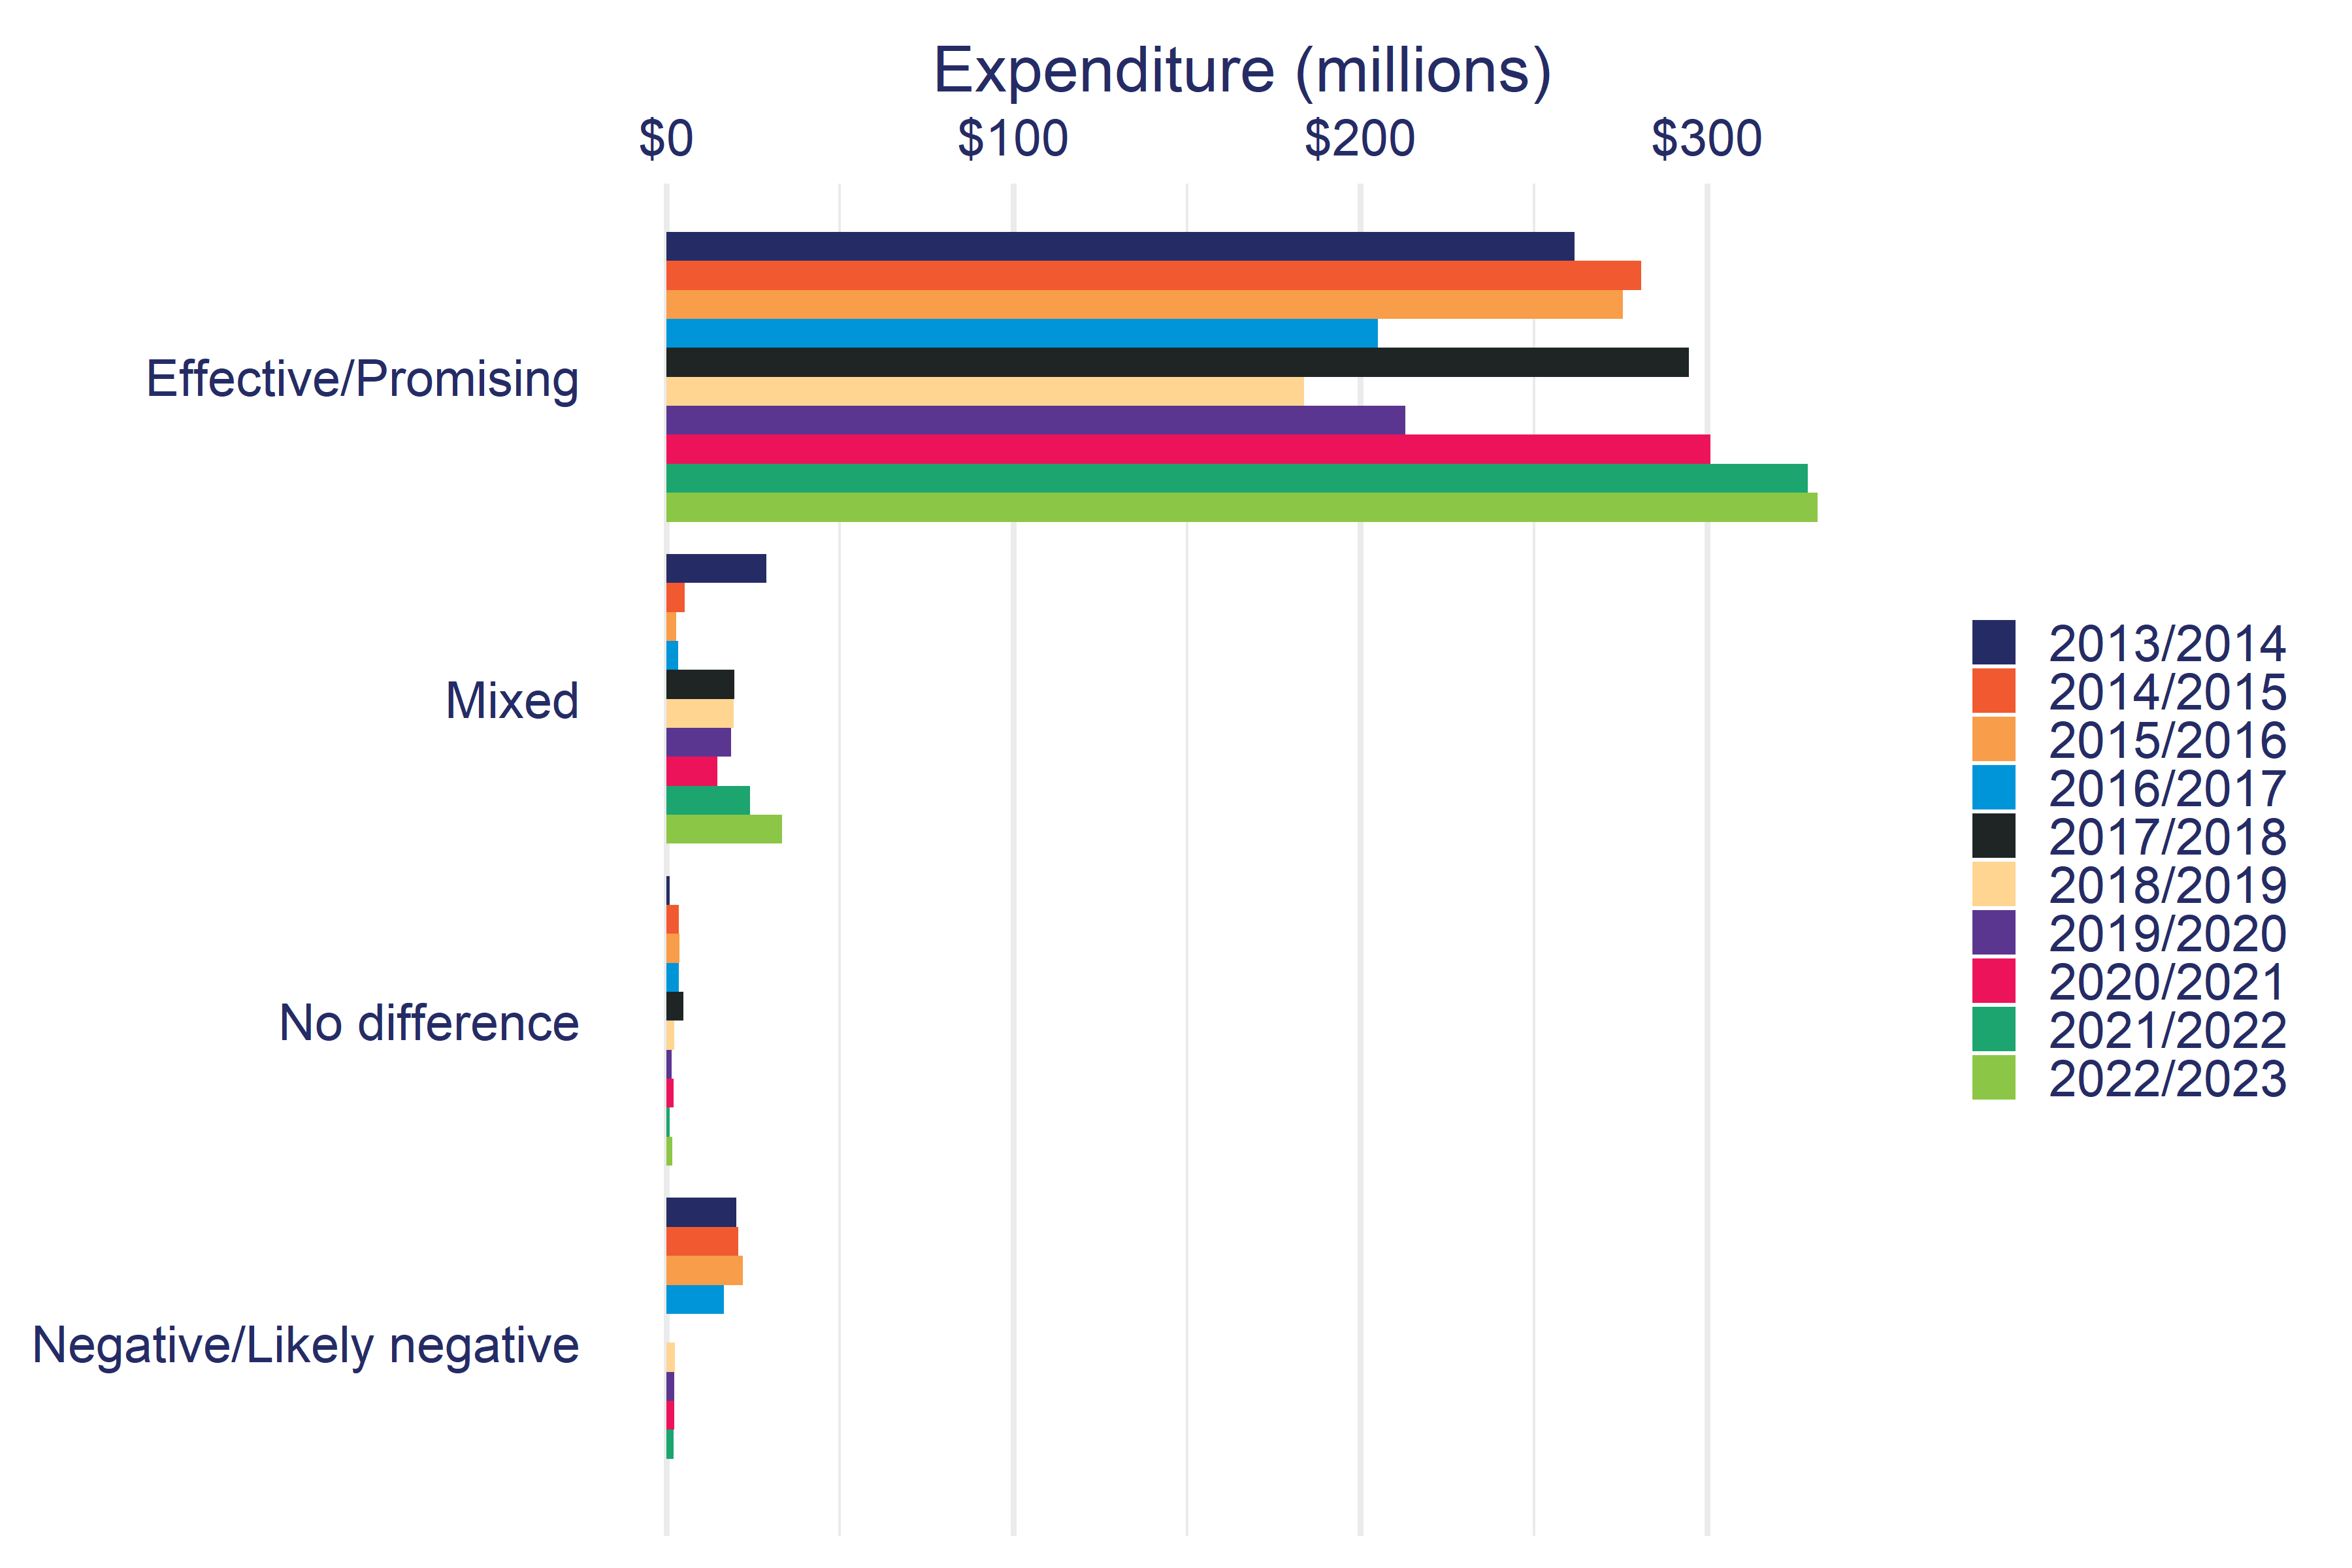 Expenditure (millions)
$0 $100 $200 $300
Effective/Promising
Mixed
No difference
Negative/Likely negative
2013/2014
2014/2015
2015/2016
2016/2017
2017/2018
2018/2019
2019/2020
2020/2021
2021/2022
2022/2023